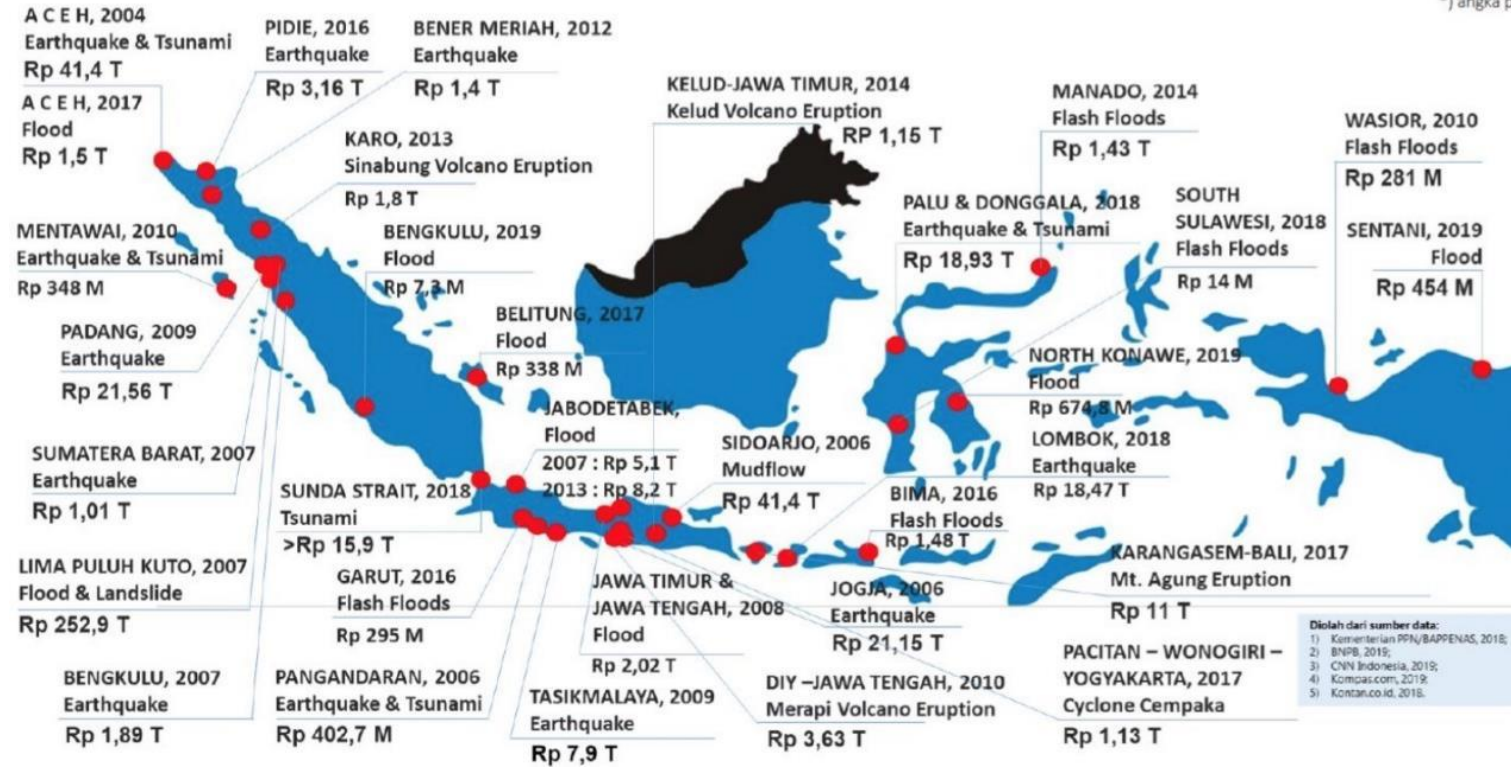 *) angka p
A C E H, 2004
Earthquake & Tsunami
Rp 41,4 T
A C E H, 2017
Flood
Rp 1,5 T
PIDIE, 2016
Earthquake
Rp 3,16 T
BENER MERIAH, 2012
Earthquake
Rp 1,4 T
KARO, 2013
Sinabung Volcano Eruption
Rp 1,8 T
MENTAWAI, 2010
Earthquake & Tsunami
Rp 348 M
BENGKULU, 2019
Flood
Rp 7,3 M
PADANG, 2009
Earthquake
Rp 21,56 T
BELITUNG, 2017
Flood
Rp 338 M
KELUD-JAWA TIMUR, 2014
Kelud Volcano Eruption
RP 1,15 T
MANADO, 2014
Flash Floods
Rp 1,43 T
WASIOR, 2010
Flash Floods
Rp 281 M
PALU & DONGGALA, 2018
Earthquake & Tsunami
Rp 18,93 T
SOUTH
SULAWESI, 2018
Flash Floods
Rp 14 M
SENTANI, 2019
Flood
Rp 454 M
NORTH KONAWE, 2019
Flood
Rp 674,8 M
JABODETABEK,
Flood
2007 : Rp 5,1 T
2013 : Rp 8,2 T
SIDOARJO, 2006
Mudflow
Rp 41,4 T
LOMBOK, 2018
Earthquake
Rp 18,47 T
SUMATERA BARAT, 2007
Earthquake
Rp 1,01 T
SUNDA STRAIT, 2018
Tsunami
>Rp 15,9 T
BIMA, 2016
Flash Floods
Rp 1,48 T
KARANGASEM-BALI, 2017
Mt. Agung Eruption
Rp 11 T
LIMA PULUH KUTO, 2007
Flood & Landslide
Rp 252,9 T
GARUT, 2016
Flash Floods
Rp 295 M
JAWA TIMUR &
JAWA TENGAH, 2008
Flood
Rp 2,02 T
JOGJA, 2006
Earthquake
Rp 21,15 T
BENGKULU, 2007
Earthquake
Rp 1,89 T
PANGANDARAN, 2006
Earthquake & Tsunami
Rp 402,7 M
TASIKMALAYA, 2009
Earthquake
Rp 7,9 T
DIY –JAWA TENGAH, 2010
Merapi Volcano Eruption
Rp 3,63 T
PACITAN – WONOGIRI –
YOGYAKARTA, 2017
Cyclone Cempaka
Rp 1,13 T
Diolah dari sumber data:
1) Kementerian PPN/BAPPENAS, 2018;
2) BNPB, 2019;
3) CNN Indonesia, 2019;
4) Kompas.com, 2019;
5) Kontan.co.id, 2018.